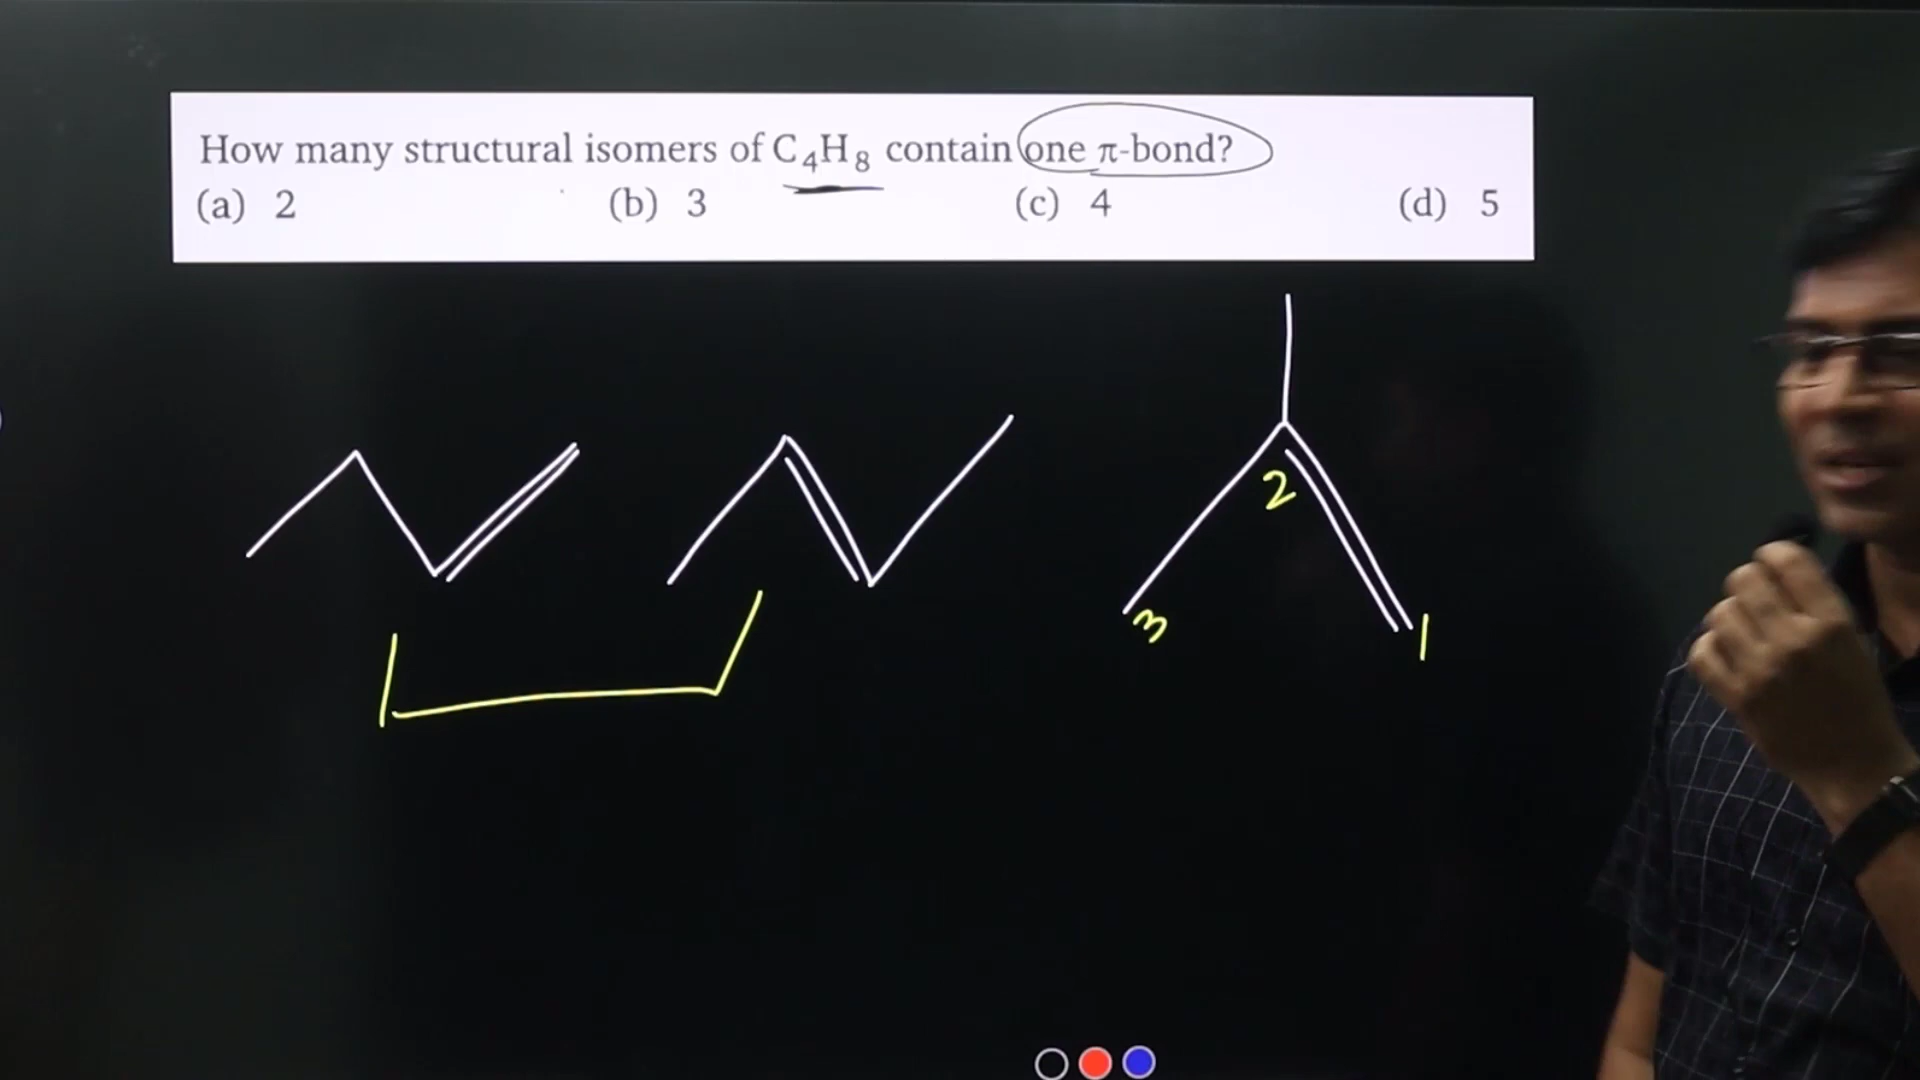 How many structural isomers of C₄H₈ contain one π-bond?
(a) 2 (b) 3 (c) 4 (d) 5
2
3 1